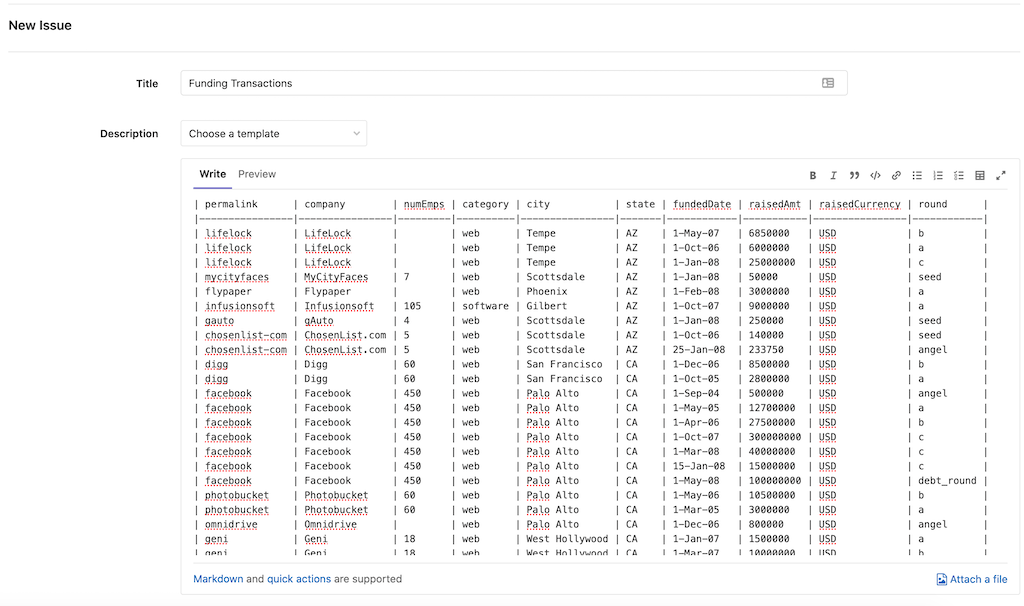 New Issue
Title
Funding Transactions
Description
Choose a template
Write Preview
| permalink | company | numEmps | category | city | state | fundedDate | raisedAmt | raisedCurrency | round |
|----------------|----------------|---------|----------|----------------|-------|------------|-----------|----------------|------------|
| lifelock | LifeLock | | web | Tempe | AZ | 1-May-07 | 6850000 | USD | b |
| lifelock | LifeLock | | web | Tempe | AZ | 1-Oct-06 | 6000000 | USD | a |
| lifelock | LifeLock | | web | Tempe | AZ | 1-Jan-08 | 25000000 | USD | c |
| mycityfaces | MyCityFaces | 7 | web | Scottsdale | AZ | 1-Jan-08 | 50000 | USD | seed |
| flypaper | Flypaper | | web | Phoenix | AZ | 1-Feb-08 | 3000000 | USD | a |
| infusionsoft | Infusionsoft | 105 | software | Gilbert | AZ | 1-Oct-07 | 9000000 | USD | a |
| gauto | gAuto | 4 | web | Scottsdale | AZ | 1-Jan-08 | 250000 | USD | seed |
| chosenlist-com | ChosenList.com | 5 | web | Scottsdale | AZ | 1-Oct-06 | 140000 | USD | seed |
| chosenlist-com | ChosenList.com | 5 | web | Scottsdale | AZ | 25-Jan-08 | 233750 | USD | angel |
| digg | Digg | 60 | web | San Francisco | CA | 1-Dec-06 | 8500000 | USD | b |
| digg | Digg | 60 | web | San Francisco | CA | 1-Oct-05 | 2800000 | USD | a |
| facebook | Facebook | 450 | web | Palo Alto | CA | 1-Sep-04 | 500000 | USD | angel |
| facebook | Facebook | 450 | web | Palo Alto | CA | 1-May-05 | 12700000 | USD | a |
| facebook | Facebook | 450 | web | Palo Alto | CA | 1-Apr-06 | 27500000 | USD | b |
| facebook | Facebook | 450 | web | Palo Alto | CA | 1-Oct-07 | 300000000 | USD | c |
| facebook | Facebook | 450 | web | Palo Alto | CA | 1-Mar-08 | 40000000 | USD | c |
| facebook | Facebook | 450 | web | Palo Alto | CA | 15-Jan-08 | 15000000 | USD | c |
| facebook | Facebook | 450 | web | Palo Alto | CA | 1-May-08 | 100000000 | USD | debt_round |
| photobucket | Photobucket | 60 | web | Palo Alto | CA | 1-May-06 | 10500000 | USD | b |
| photobucket | Photobucket | 60 | web | Palo Alto | CA | 1-Mar-05 | 3000000 | USD | a |
| omnidrive | Omnidrive | | web | Palo Alto | CA | 1-Dec-06 | 800000 | USD | angel |
| geni | Geni | 18 | web | West Hollywood | CA | 1-Jan-07 | 1500000 | USD | a |
| geni | Geni | 18 | web | West Hollywood | CA | 1-Mar-07 | 10000000 | USD | b |
Markdown and quick actions are supported
Attach a file